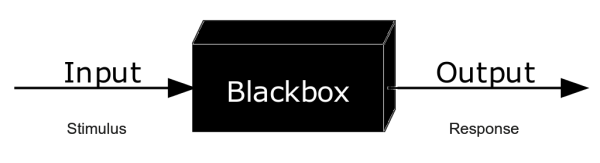 Input
Blackbox
Output
Stimulus
Response